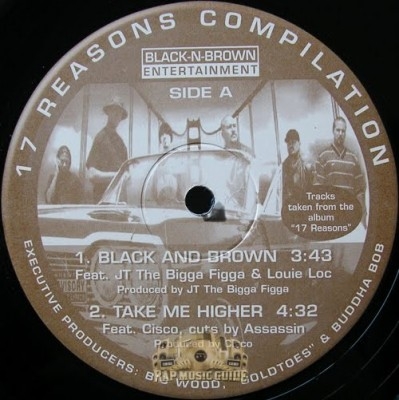 17 REASONS COMPILATION
BLACK-N-BROWN
ENTERTAINMENT
SIDE A
Tracks
taken from the
album
"17 Reasons"
1. BLACK AND BROWN 3:43
Feat. JT The Bigga Figga & Louie Loc
Produced by JT The Bigga Figga
2. TAKE ME HIGHER 4:32
Feat. Cisco, cuts by Assassin
EXECUTIVE PRODUCERS: BIG WOOD, "GOLDTOES" & BUDDHA BOB
RAP MUSIC GUIDE